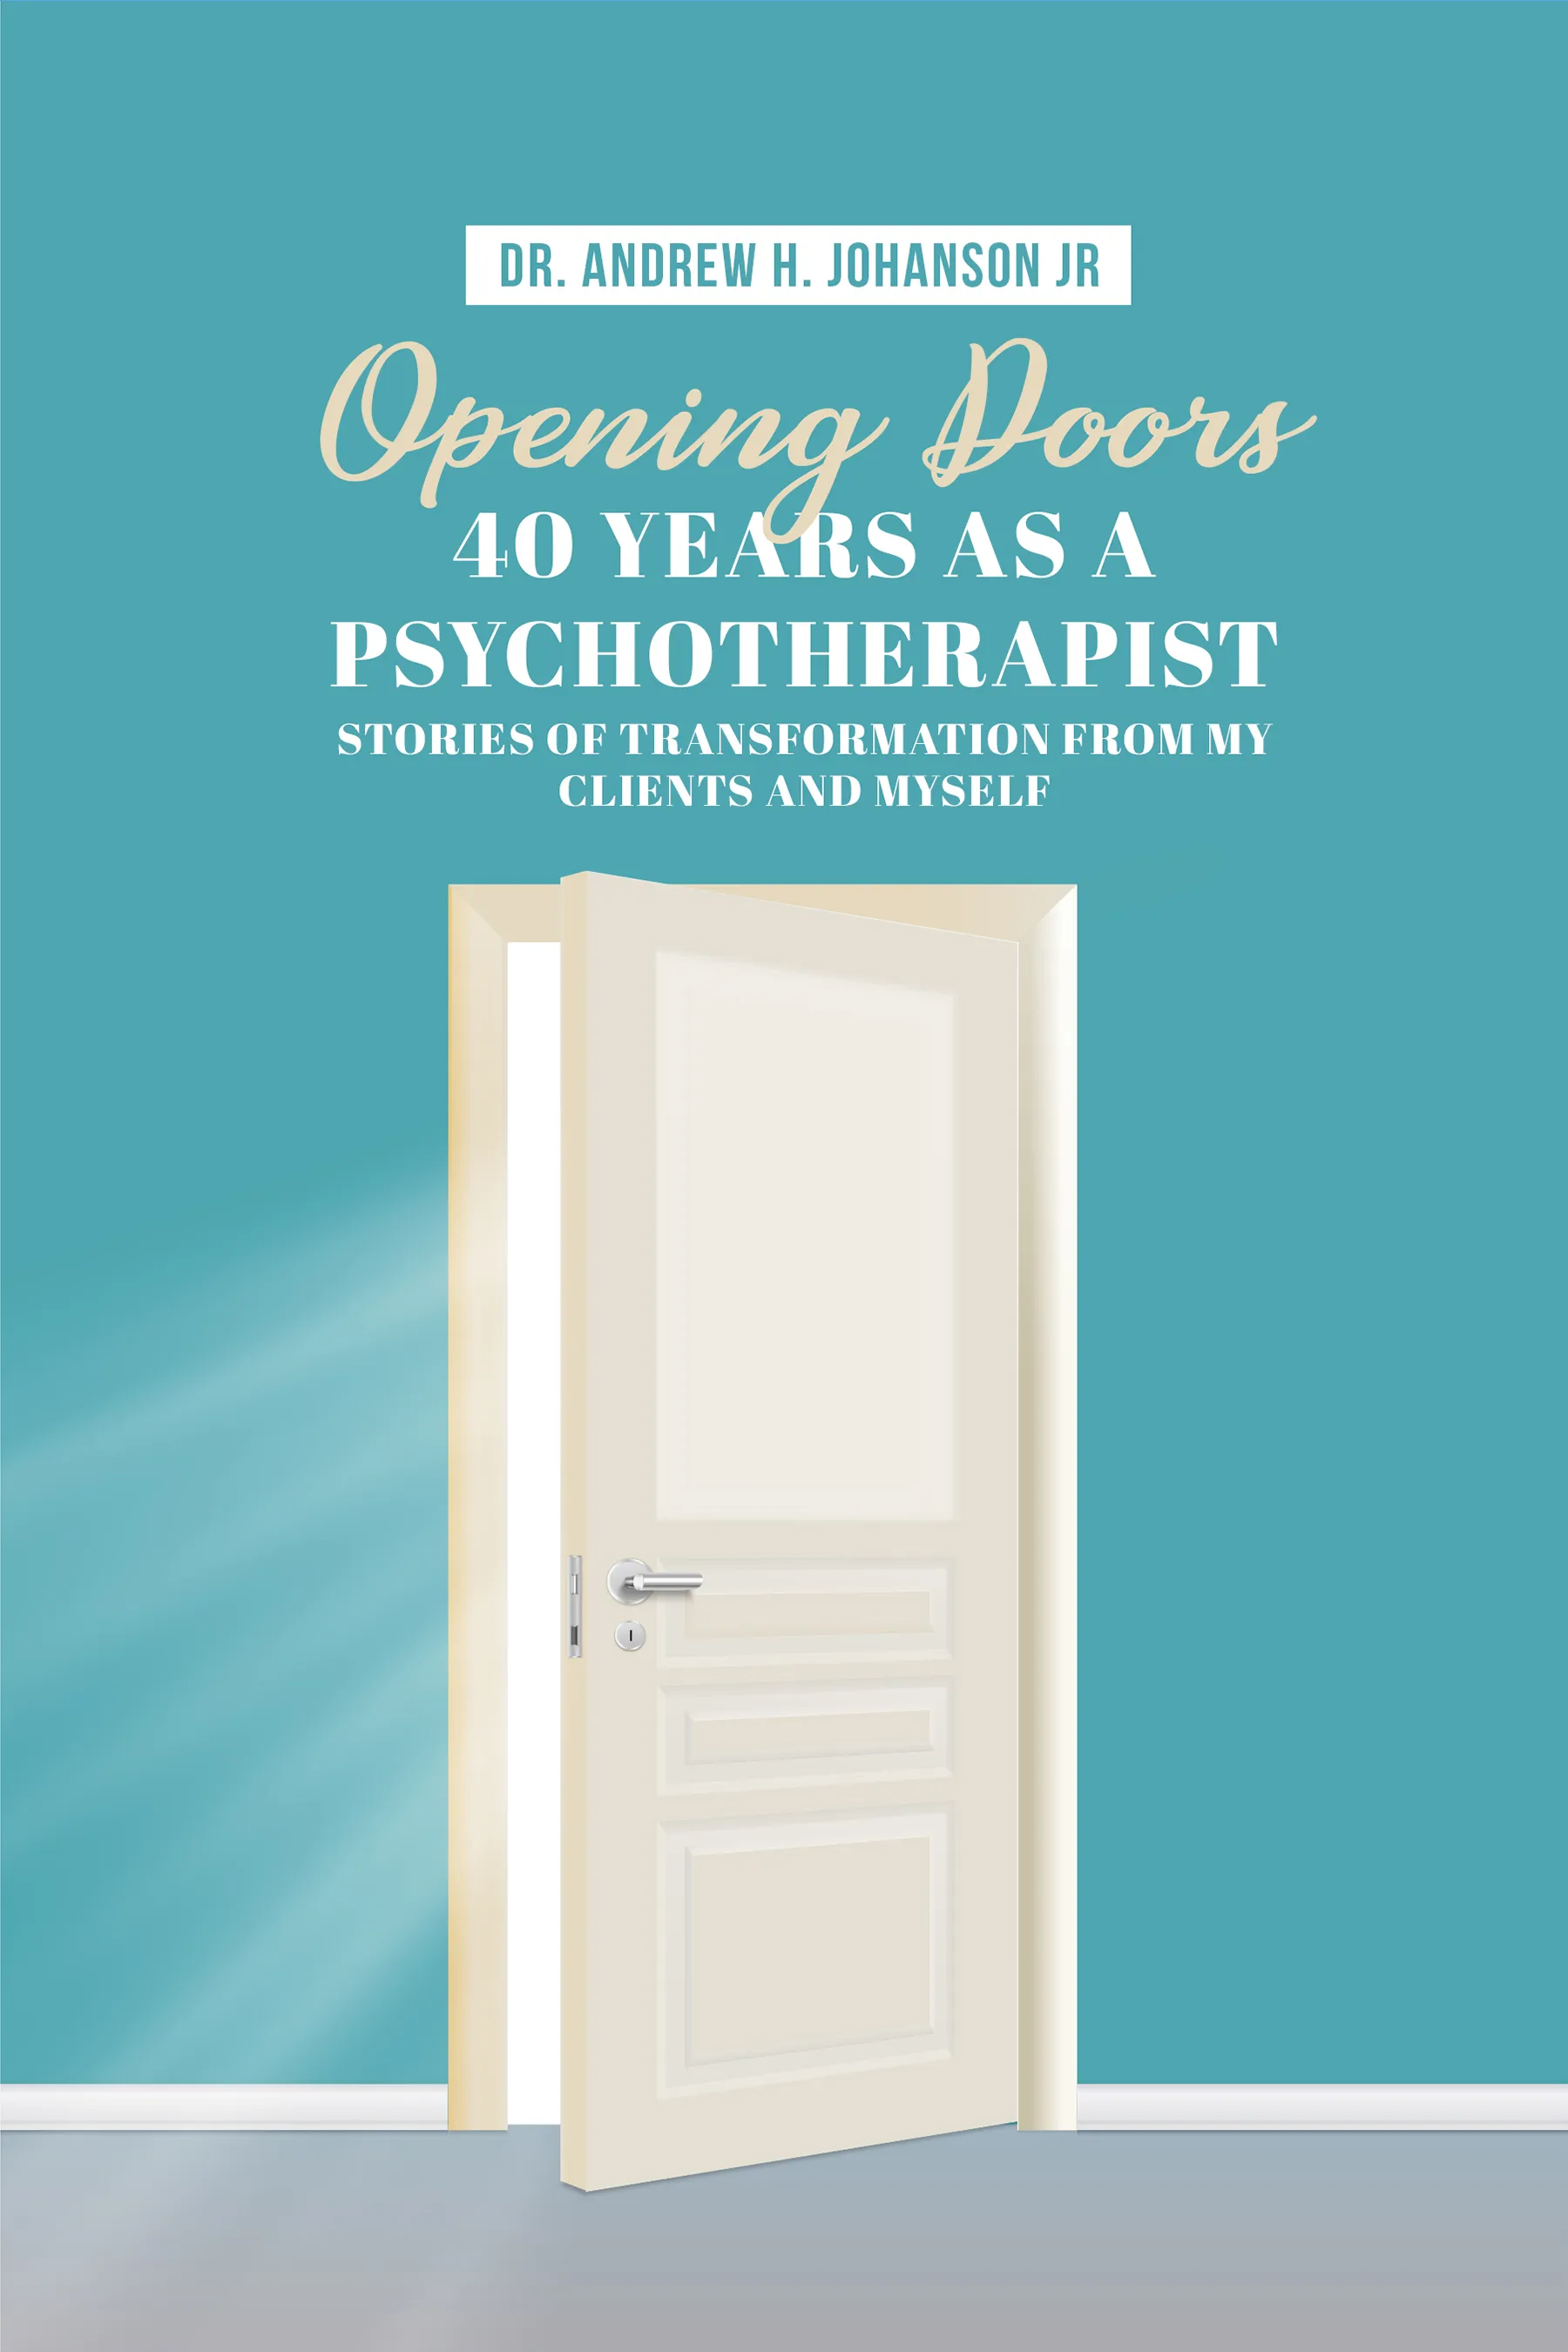 DR. ANDREW H. JOHANSON JR
Opening Doors
40 YEARS AS A
PSYCHOTHERAPIST
STORIES OF TRANSFORMATION FROM MY
CLIENTS AND MYSELF